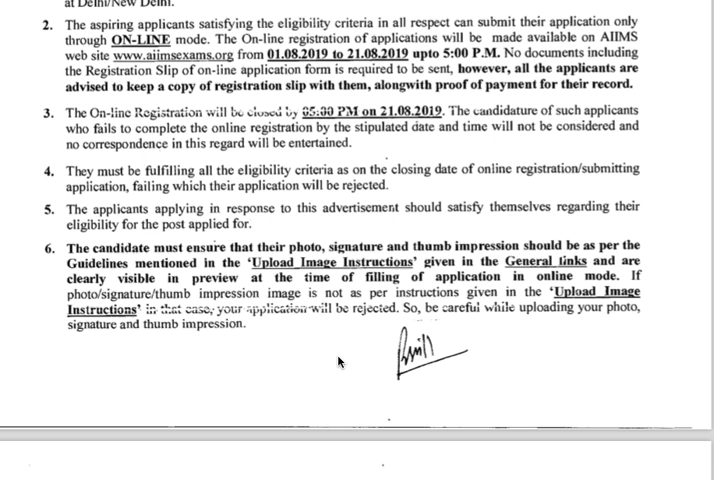 at Delhi/New Delhi.
2. The aspiring applicants satisfying the eligibility criteria in all respect can submit their application only
through ON-LINE mode. The On-line registration of applications will be made available on AIIMS
web site www.aiimsexams.org from 01.08.2019 to 21.08.2019 upto 5:00 P.M. No documents including
the Registration Slip of on-line application form is required to be sent, however, all the applicants are
advised to keep a copy of registration slip with them, alongwith proof of payment for their record.
3. The On-line Registration will be closed by 05:00 PM on 21.08.2019. The candidature of such applicants
who fails to complete the online registration by the stipulated date and time will not be considered and
no correspondence in this regard will be entertained.
4. They must be fulfilling all the eligibility criteria as on the closing date of online registration/submitting
application, failing which their application will be rejected.
5. The applicants applying in response to this advertisement should satisfy themselves regarding their
eligibility for the post applied for.
6. The candidate must ensure that their photo, signature and thumb impression should be as per the
Guidelines mentioned in the ‘Upload Image Instructions’ given in the General links and are
clearly visible in preview at the time of filling of application in online mode. If
photo/signature/thumb impression image is not as per instructions given in the ‘Upload Image
Instructions’ in that case, your application will be rejected. So, be careful while uploading your photo,
signature and thumb impression.